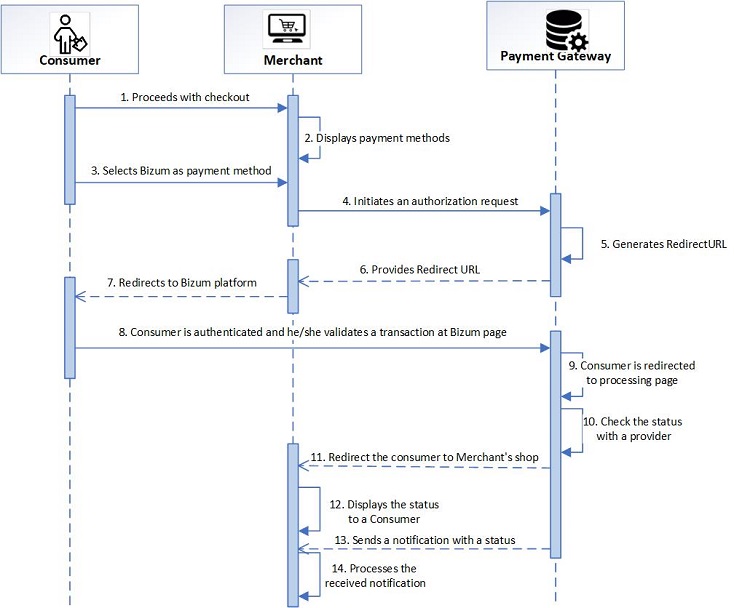 Consumer
Merchant
Payment Gateway
1. Proceeds with checkout
2. Displays payment methods
3. Selects Bizum as payment method
4. Initiates an authorization request
5. Generates RedirectURL
6. Provides Redirect URL
7. Redirects to Bizum platform
8. Consumer is authenticated and he/she validates a transaction at Bizum page
9. Consumer is redirected
to processing page
10. Check the status
with a provider
11. Redirect the consumer to Merchant's shop
12. Displays the status
to a Consumer
13. Sends a notification with a status
14. Processes the
received notification